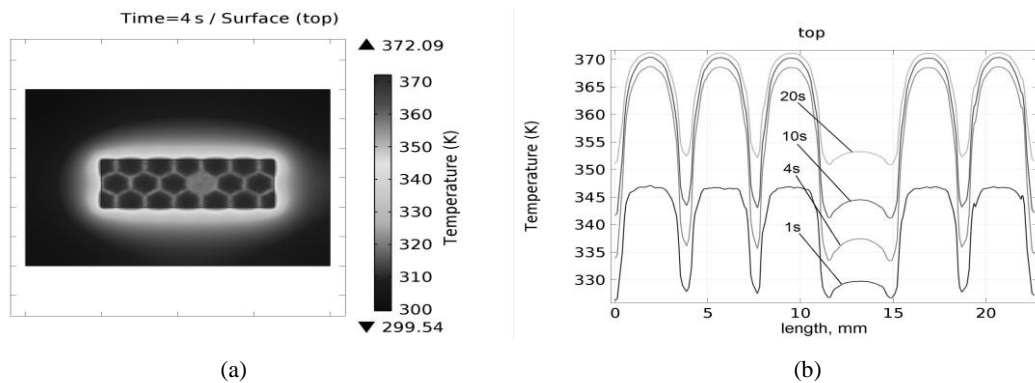 Time=4 s / Surface (top)
372.09
370
360
350
340
330
320
310
300
299.54
Temperature (K)
(a)
top
370
365
360
355
350
345
340
335
330
Temperature (K)
20s
10s
4s
1s
0
5
10
15
20
length, mm
(b)